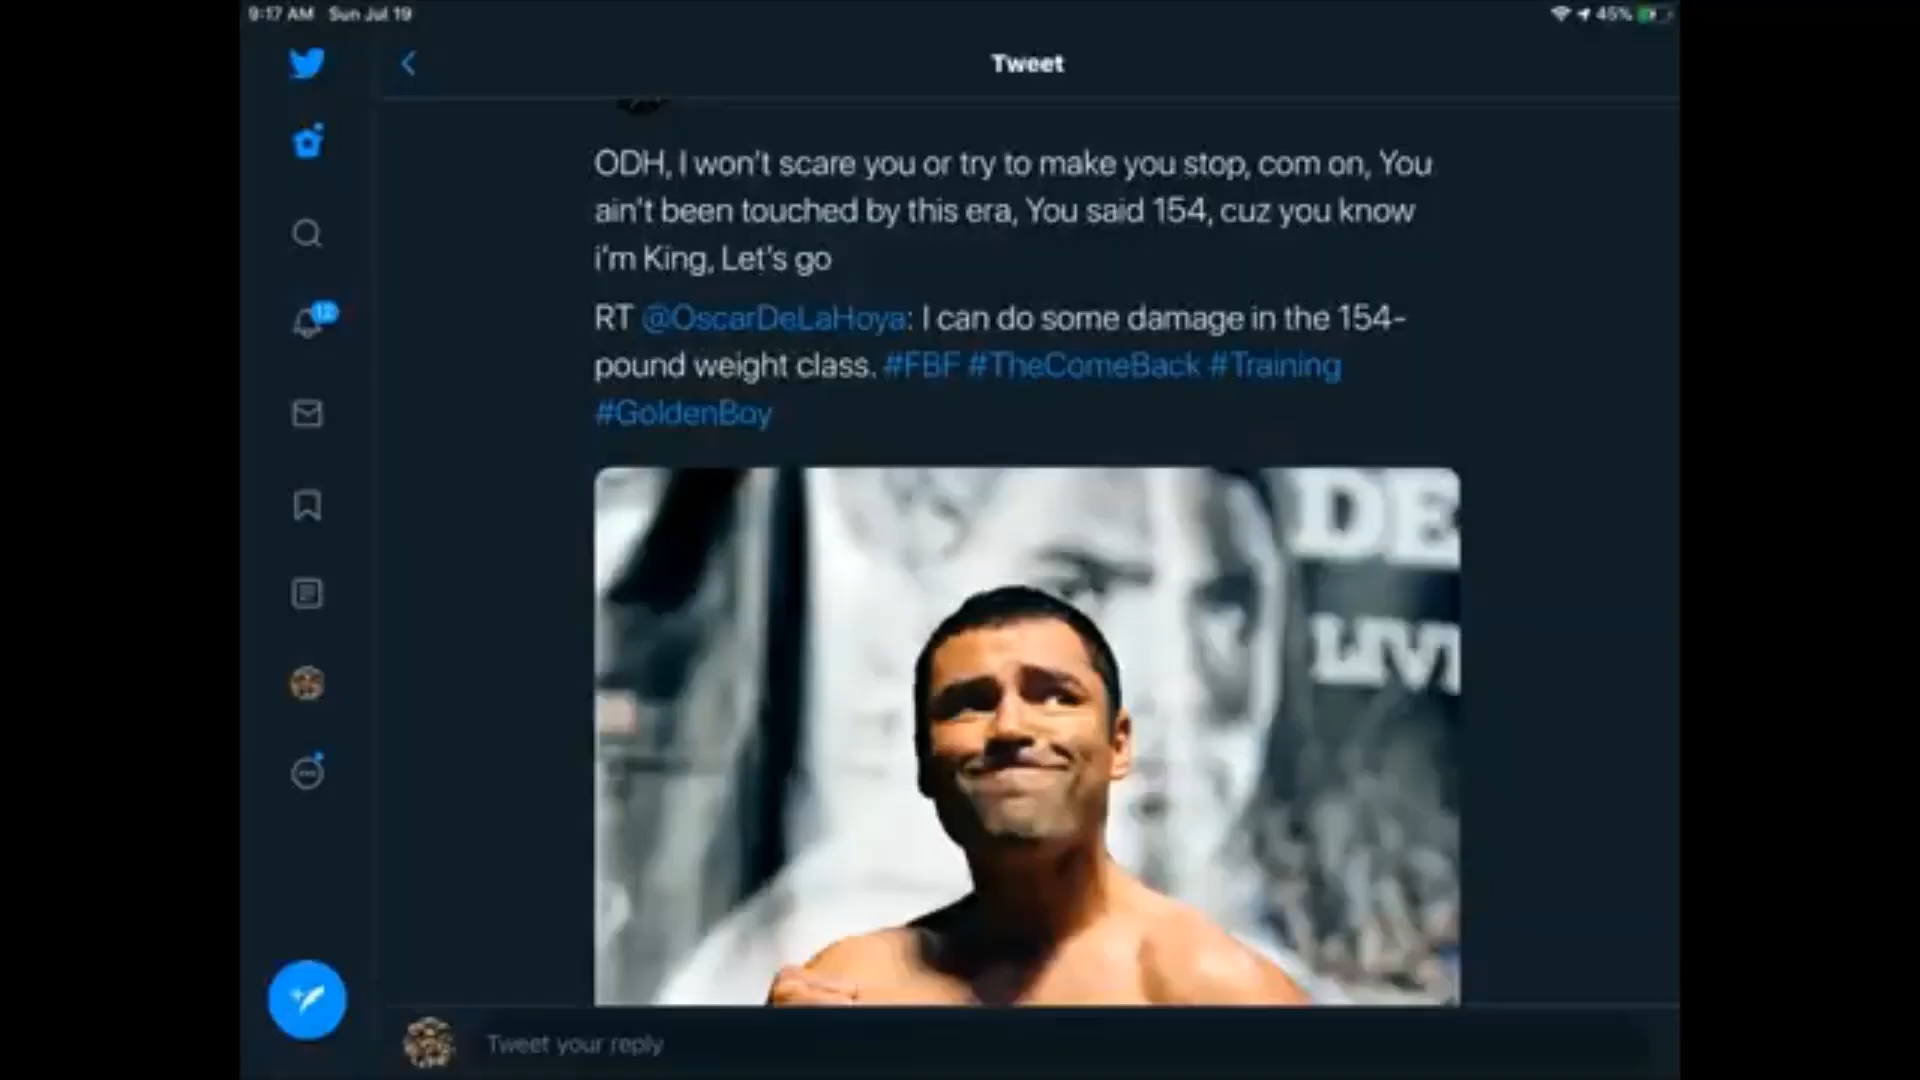 9:17 AM Sun Jul 19
45%
Tweet
ODH, I won't scare you or try to make you stop, com on, You
ain't been touched by this era, You said 154, cuz you know
i'm King, Let's go
RT @OscarDeLaHoya: I can do some damage in the 154-
pound weight class. #FBF #TheComeBack #Training
#GoldenBoy
12
DE
LIV
Tweet your reply